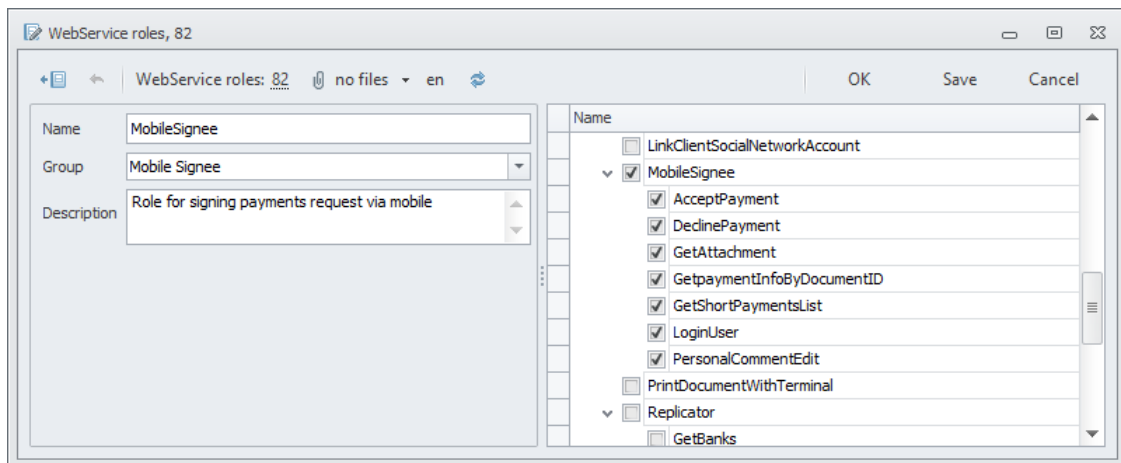 WebService roles, 82
WebService roles: 82 no files en OK Save Cancel
Name MobileSignee
Group Mobile Signee
Description Role for signing payments request via mobile
Name
LinkClientSocialNetworkAccount
MobileSignee
AcceptPayment
DeclinePayment
GetAttachment
GetpaymentInfoByDocumentID
GetShortPaymentsList
LoginUser
PersonalCommentEdit
PrintDocumentWithTerminal
Replicator
GetBanks